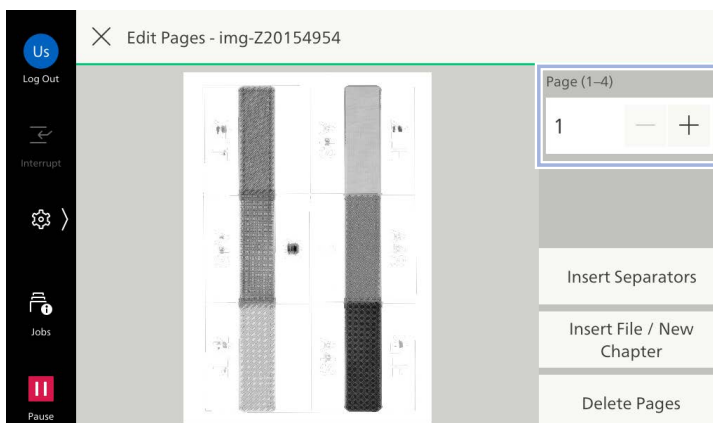 Us
Log Out
Interrupt
Jobs
Pause
Edit Pages - img-Z20154954
Page (1–4)
1
Insert Separators
Insert File / New
Chapter
Delete Pages